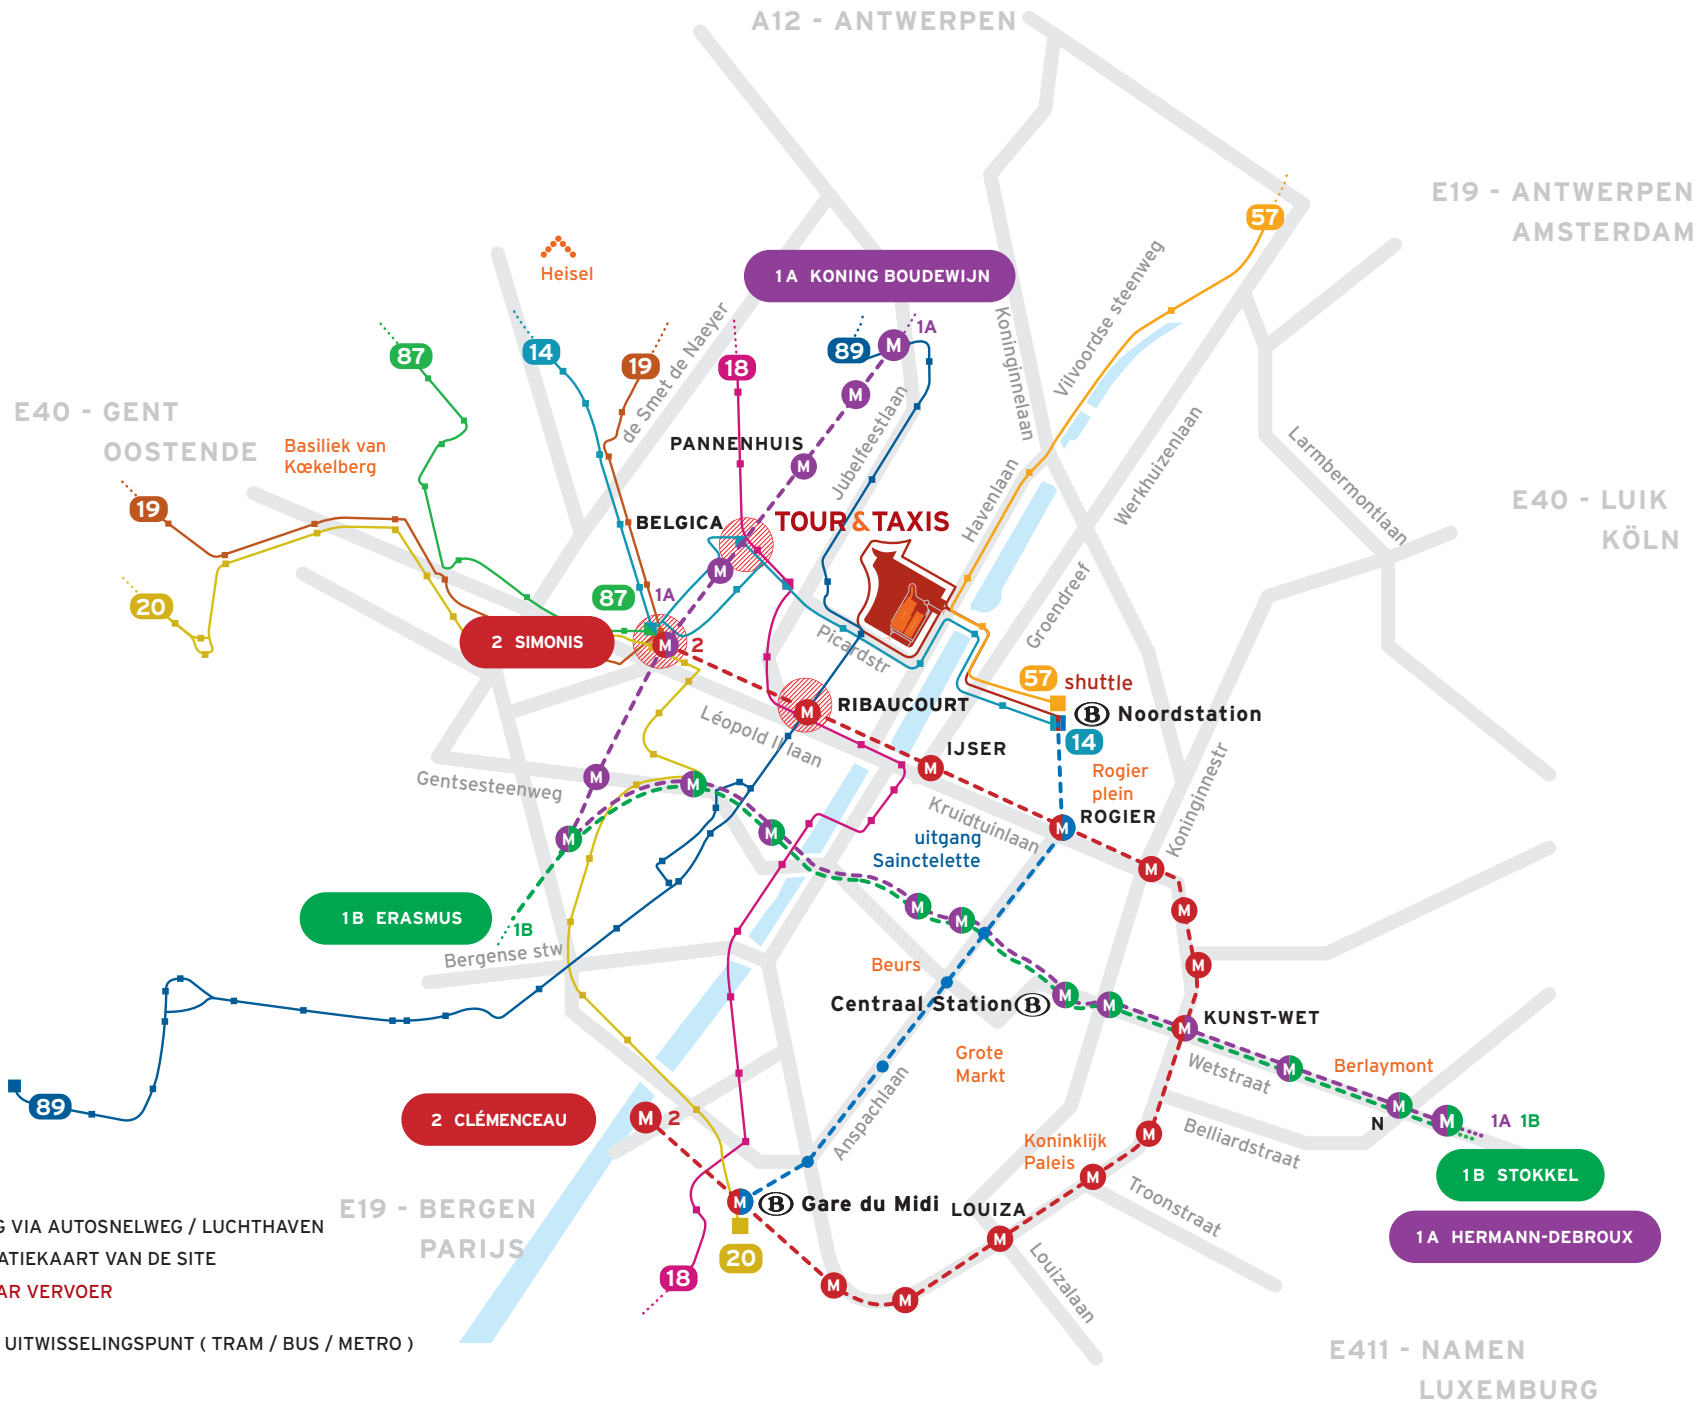 A12 - ANTWERPEN
E19 - ANTWERPEN
AMSTERDAM
57
Heisel
1A KONING BOUDEWIJN
1A
87
14
19
18
89
M
de Smet de Naeyer
Koninginnelaan
Vilvoordse steenweg
E40 - GENT
OOSTENDE
Basiliek van
Kœkelberg
PANNENHUIS
M
M
Jubelfeestlaan
Havenlaan
Werkhuizenlaan
Larmbermontlaan
E40 - LUIK
KÖLN
19
BELGICA
TOUR&TAXIS
M
20
87
1A
2 SIMONIS
M
2
Picardstr
Groendreef
57
shuttle
B Noordstation
14
RIBAUCOURT
M
Léopold II laan
IJSER
M
Rogier
plein
ROGIER
M
Koninginnestr
Gentsesteenweg
M
M
M
M
Kruidtuinlaan
uitgang
Sainctelette
M
M
1B ERASMUS
1B
Bergense stw
M
M
Beurs
M
Centraal Station B
M
M
KUNST-WET
M
Grote
Markt
Wetstraat
M
Berlaymont
89
2 CLÉMENCEAU
M
2
Anspachlaan
M
N
M
1A 1B
Koninklijk
Paleis
M
M
Belliardstraat
1B STOKKEL
E19 - BERGEN
PARIJS
M
B Gare du Midi
LOUIZA
M
Troonstraat
1A HERMANN-DEBROUX
20
18
M
M
Louizalaan
G VIA AUTOSNELWEG / LUCHTHAVEN
ATIEKAART VAN DE SITE
AR VERVOER
UITWISSELINGSPUNT ( TRAM / BUS / METRO )
E411 - NAMEN
LUXEMBURG